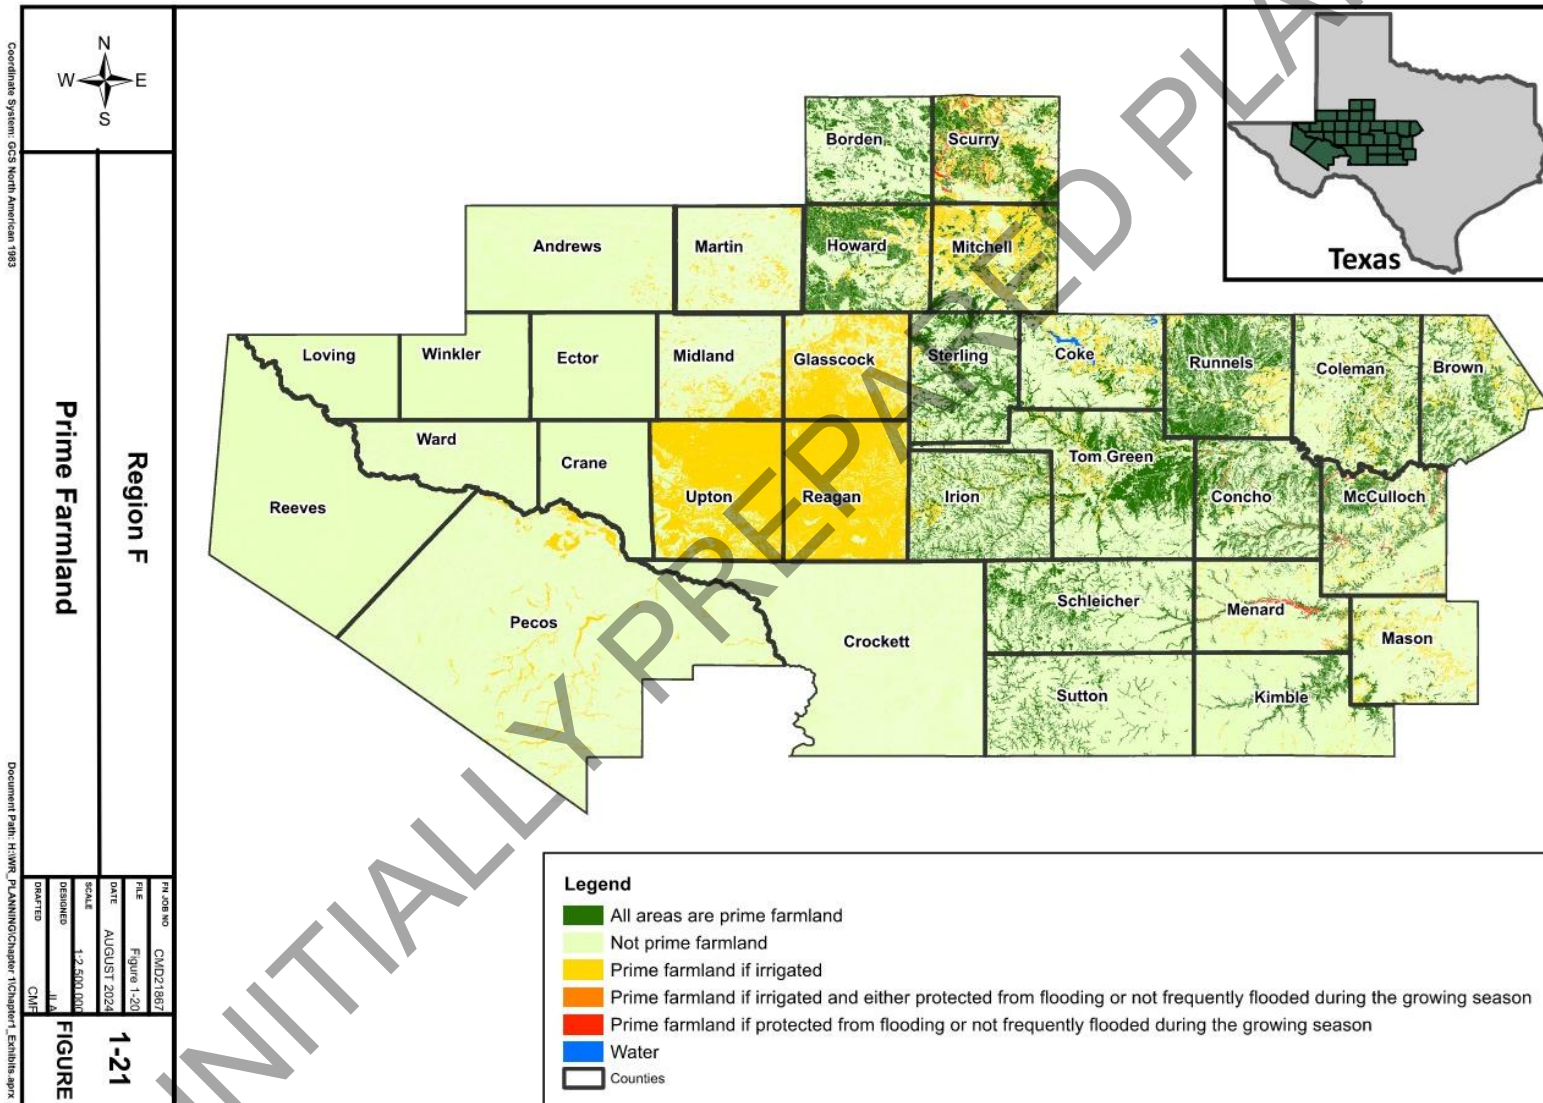 Coordinate System: GCS North American 1983
Document Path: H:\WR_PLANNING\Chapter 1\Chapter1_Exhibits.aprx
N
W
E
S
Region F
Prime Farmland
FN JOB NO CMD21867
FILE Figure 1-20
DATE AUGUST 2024
SCALE 1:2,500,000
DESIGNED
DRAFTED CMF
FIGURE
1-21
INITIALLY PREPARED PLA
Texas
Borden
Scurry
Andrews
Martin
Howard
Mitchell
Loving
Winkler
Ector
Midland
Glasscock
Sterling
Coke
Runnels
Coleman
Brown
Ward
Crane
Upton
Reagan
Irion
Tom Green
Concho
McCulloch
Reeves
Pecos
Crockett
Schleicher
Menard
Mason
Sutton
Kimble
Legend
All areas are prime farmland
Not prime farmland
Prime farmland if irrigated
Prime farmland if irrigated and either protected from flooding or not frequently flooded during the growing season
Prime farmland if protected from flooding or not frequently flooded during the growing season
Water
Counties